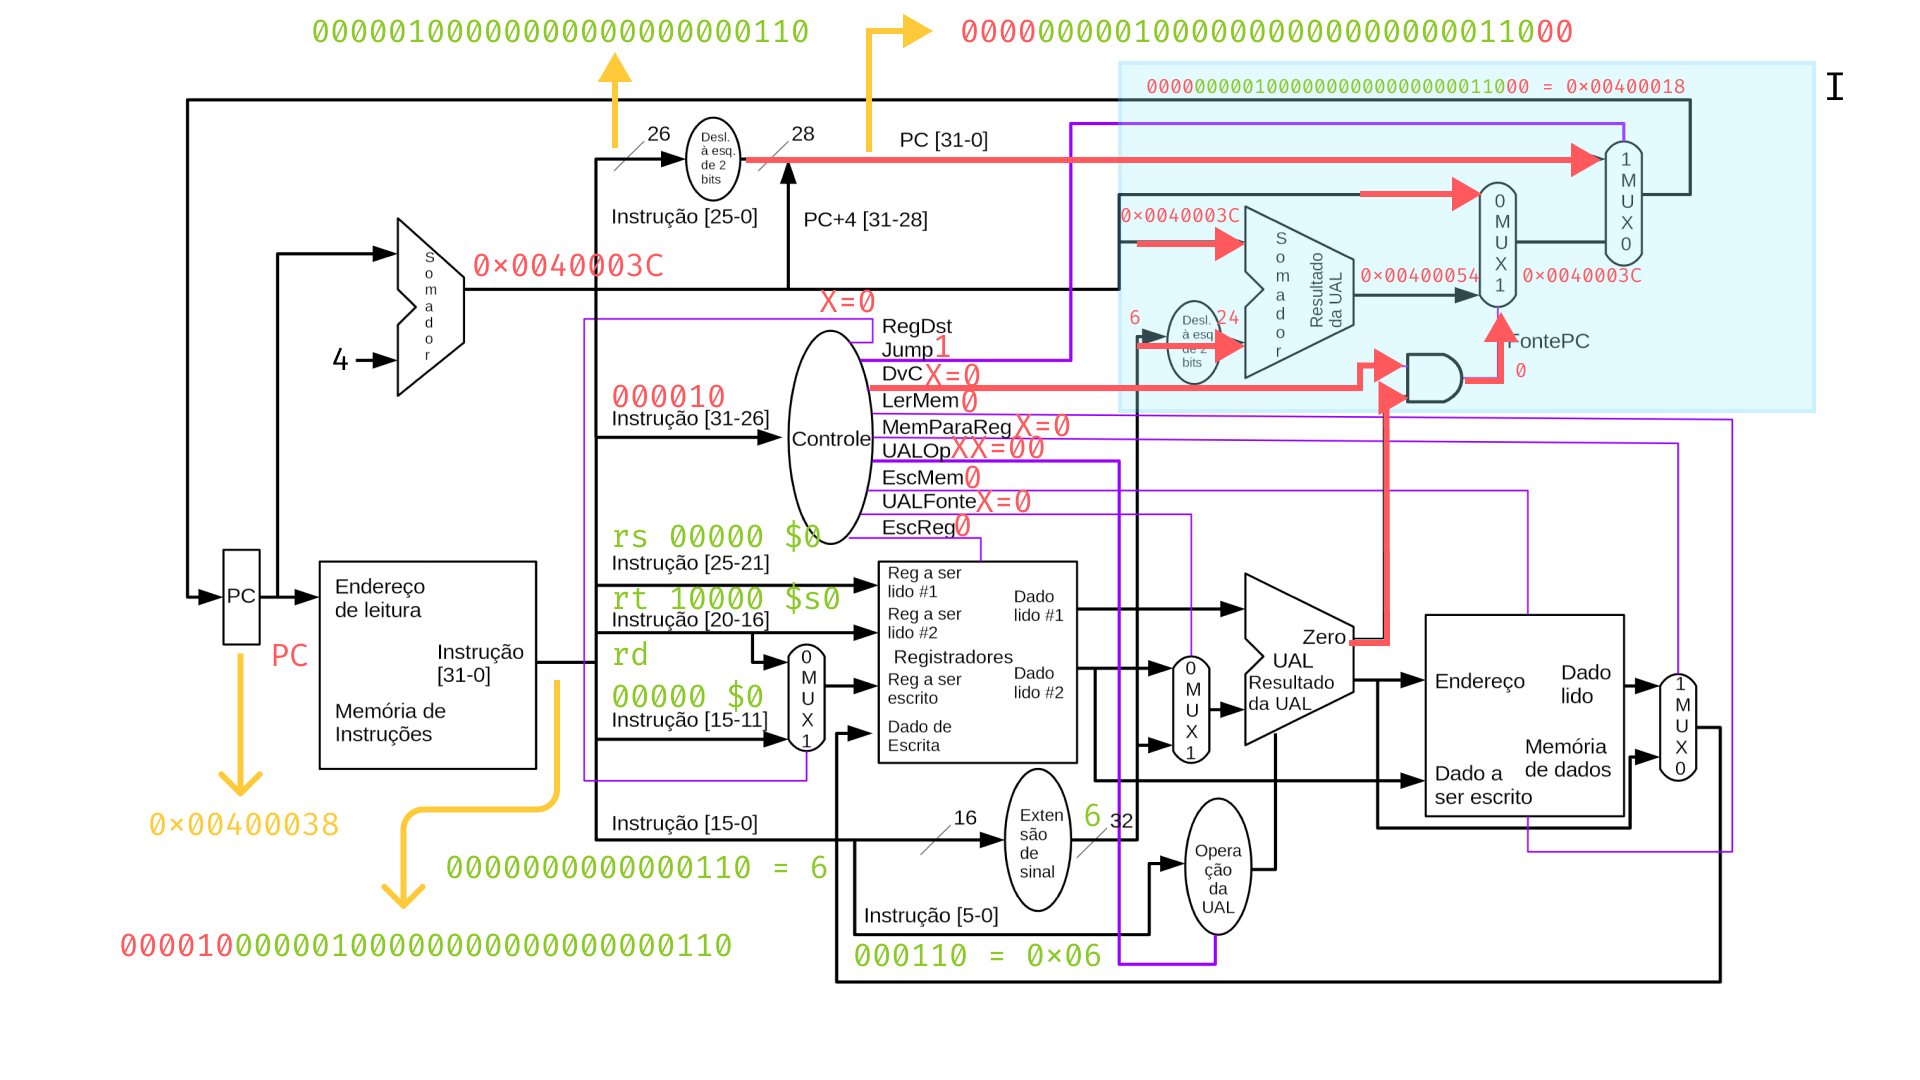 00000100000000000000000110
00000000010000000000000000011000
I
00000000010000000000000000011000 = 0×00400018
26
Desl.
à esq.
de 2
bits
28
PC [31-0]
1
M
U
X
0
Instrução [25-0]
PC+4 [31-28]
0×0040003C
0
M
U
X
1
S
o
m
a
d
o
r
0×0040003C
S
o
m
a
d
o
r
Resultado
da UAL
0×00400054
0×0040003C
X=0
6
Desl.
à esq
de 2
bits
24
FontePC
0
4
RegDst
Jump 1
DvC X=0
LerMem 0
MemParaReg X=0
UALOp XX=00
EscMem 0
UALFonte X=0
EscReg 0
000010
Instrução [31-26]
Controle
rs 00000 $0
Instrução [25-21]
rt 10000 $s0
Instrução [20-16]
rd
00000 $0
Instrução [15-11]
PC
PC
Endereço
de leitura
Instrução
[31-0]
Memória de
Instruções
0
M
U
X
1
Reg a ser
lido #1
Reg a ser
lido #2
Registradores
Reg a ser
escrito
Dado de
Escrita
Dado
lido #1
Dado
lido #2
0
M
U
X
1
Zero
UAL
Resultado
da UAL
Endereço
Dado
lido
Memória
de dados
Dado a
ser escrito
1
M
U
X
0
0×00400038
Instrução [15-0]
16
Exten
são
de
sinal
6
32
0000000000000110 = 6
Opera
ção
da
UAL
Instrução [5-0]
000110 = 0×06
00001000000100000000000000000110